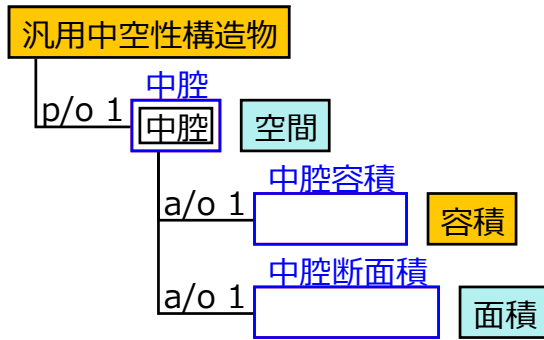 汎用中空性構造物
中腔
p/o 1 中腔 空間
中腔容積
a/o 1 容積
中腔断面積
a/o 1 面積